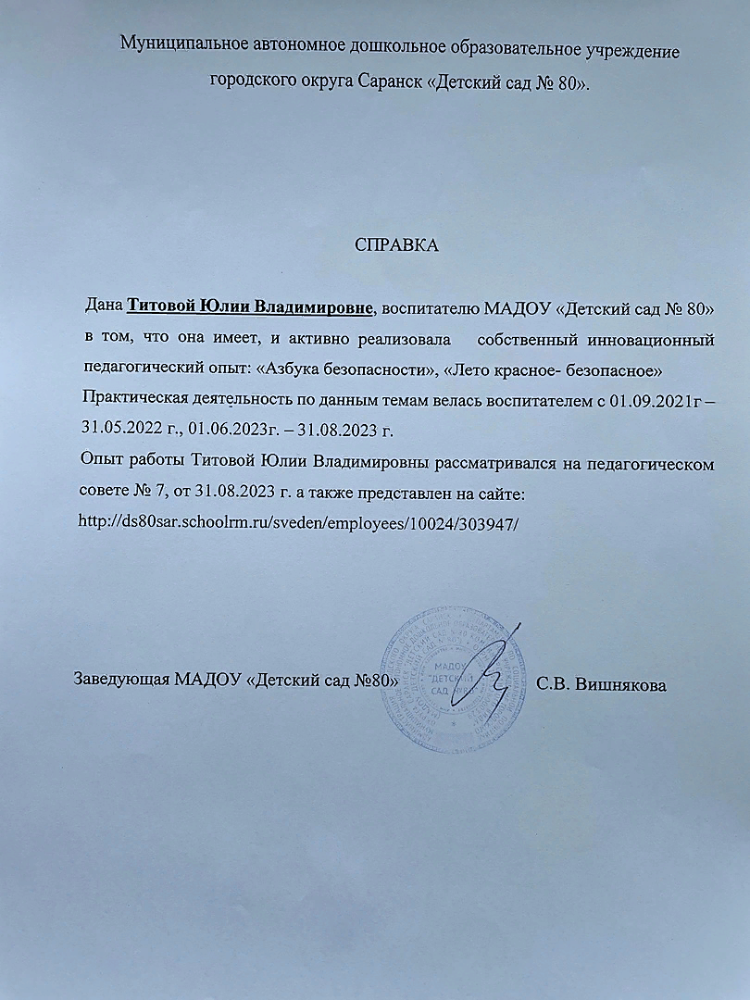 Муниципальное автономное дошкольное образовательное учреждение
городского округа Саранск «Детский сад № 80».
СПРАВКА
Дана Титовой Юлии Владимировне, воспитателю МАДОУ «Детский сад № 80»
в том, что она имеет, и активно реализовала собственный инновационный
педагогический опыт: «Азбука безопасности», «Лето красное- безопасное»
Практическая деятельность по данным темам велась воспитателем с 01.09.2021г –
31.05.2022 г., 01.06.2023г. – 31.08.2023 г.
Опыт работы Титовой Юлии Владимировны рассматривался на педагогическом
совете № 7, от 31.08.2023 г. а также представлен на сайте:
http://ds80sar.schoolrm.ru/sveden/employees/10024/303947/
Заведующая МАДОУ «Детский сад №80»
МАДОУ
"ДЕТСКИЙ
САД №80"
С.В. Вишнякова